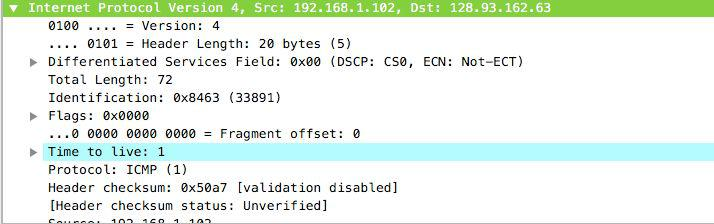 Internet Protocol Version 4, Src: 192.168.1.102, Dst: 128.93.162.63
0100 .... = Version: 4
.... 0101 = Header Length: 20 bytes (5)
Differentiated Services Field: 0x00 (DSCP: CS0, ECN: Not-ECT)
Total Length: 72
Identification: 0x8463 (33891)
Flags: 0x0000
...0 0000 0000 0000 = Fragment offset: 0
Time to live: 1
Protocol: ICMP (1)
Header checksum: 0x50a7 [validation disabled]
[Header checksum status: Unverified]
Source: 192.168.1.102